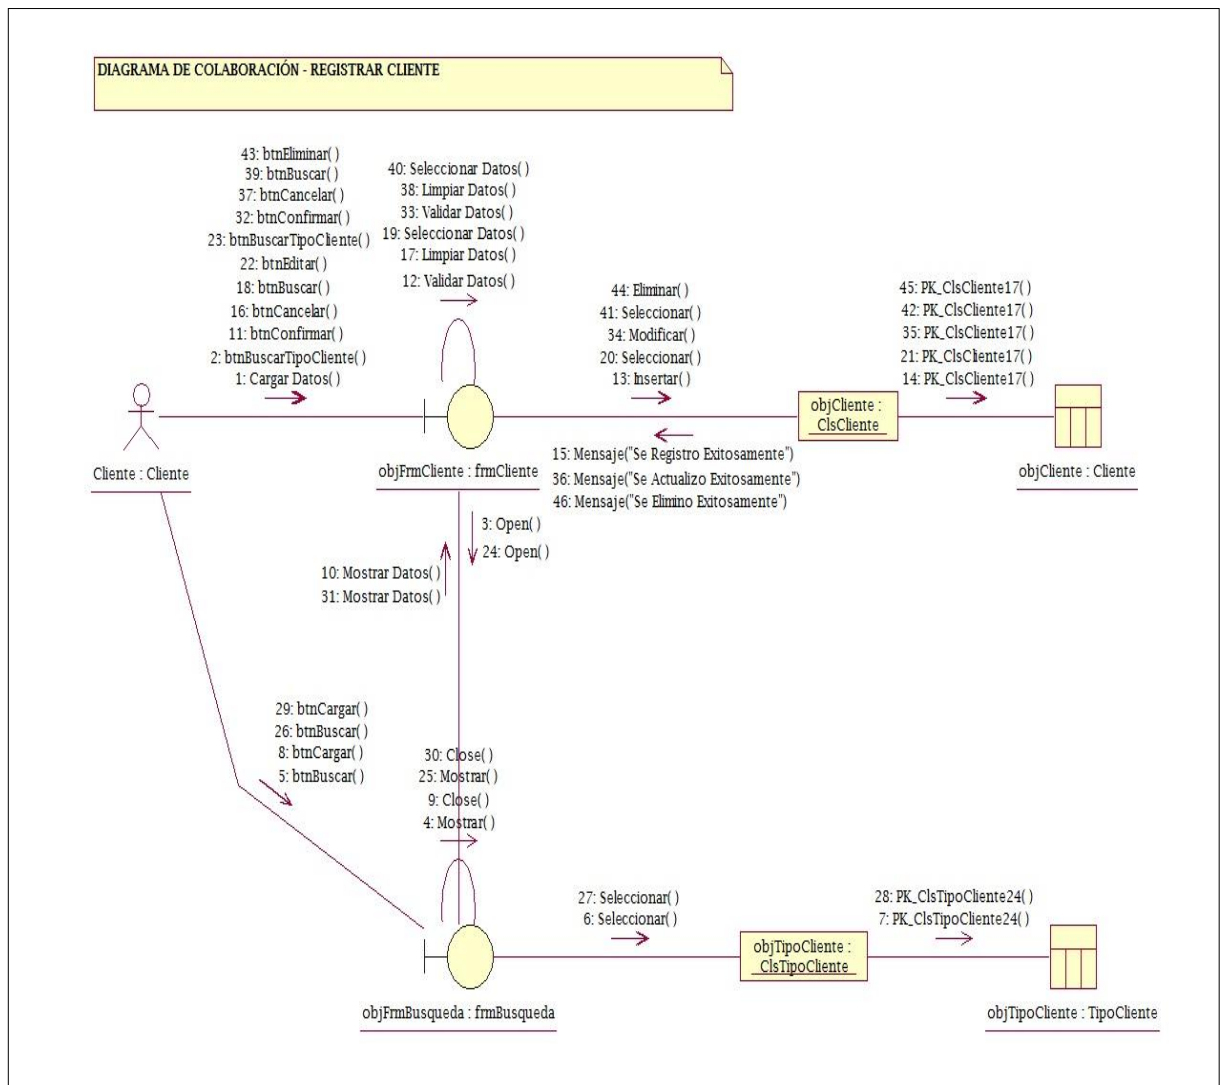 DIAGRAMA DE COLABORACIÓN - REGISTRAR CLIENTE
43: btnEliminar( )
39: btnBuscar( )
37: btnCancelar( )
32: btnConfirmar( )
23: btnBuscarTipoCliente( )
22: btnEditar( )
18: btnBuscar( )
16: btnCancelar( )
11: btnConfirmar( )
2: btnBuscarTipoCliente( )
1: Cargar Datos( )
40: Seleccionar Datos( )
38: Limpiar Datos( )
33: Validar Datos( )
19: Seleccionar Datos( )
17: Limpiar Datos( )
12: Validar Datos( )
44: Eliminar( )
41: Seleccionar( )
34: Modificar( )
20: Seleccionar( )
13: Insertar( )
45: PK_ClsCliente17( )
42: PK_ClsCliente17( )
35: PK_ClsCliente17( )
21: PK_ClsCliente17( )
14: PK_ClsCliente17( )
Cliente : Cliente
objFrmCliente : frmCliente
objCliente :
ClsCliente
objCliente : Cliente
15: Mensaje("Se Registro Exitosamente")
36: Mensaje("Se Actualizo Exitosamente")
46: Mensaje("Se Elimino Exitosamente")
3: Open( )
24: Open( )
10: Mostrar Datos( )
31: Mostrar Datos( )
29: btnCargar( )
26: btnBuscar( )
8: btnCargar( )
5: btnBuscar( )
30: Close( )
25: Mostrar( )
9: Close( )
4: Mostrar( )
27: Seleccionar( )
6: Seleccionar( )
28: PK_ClsTipoCliente24( )
7: PK_ClsTipoCliente24( )
objFrmBusqueda : frmBusqueda
objTipoCliente :
ClsTipoCliente
objTipoCliente : TipoCliente